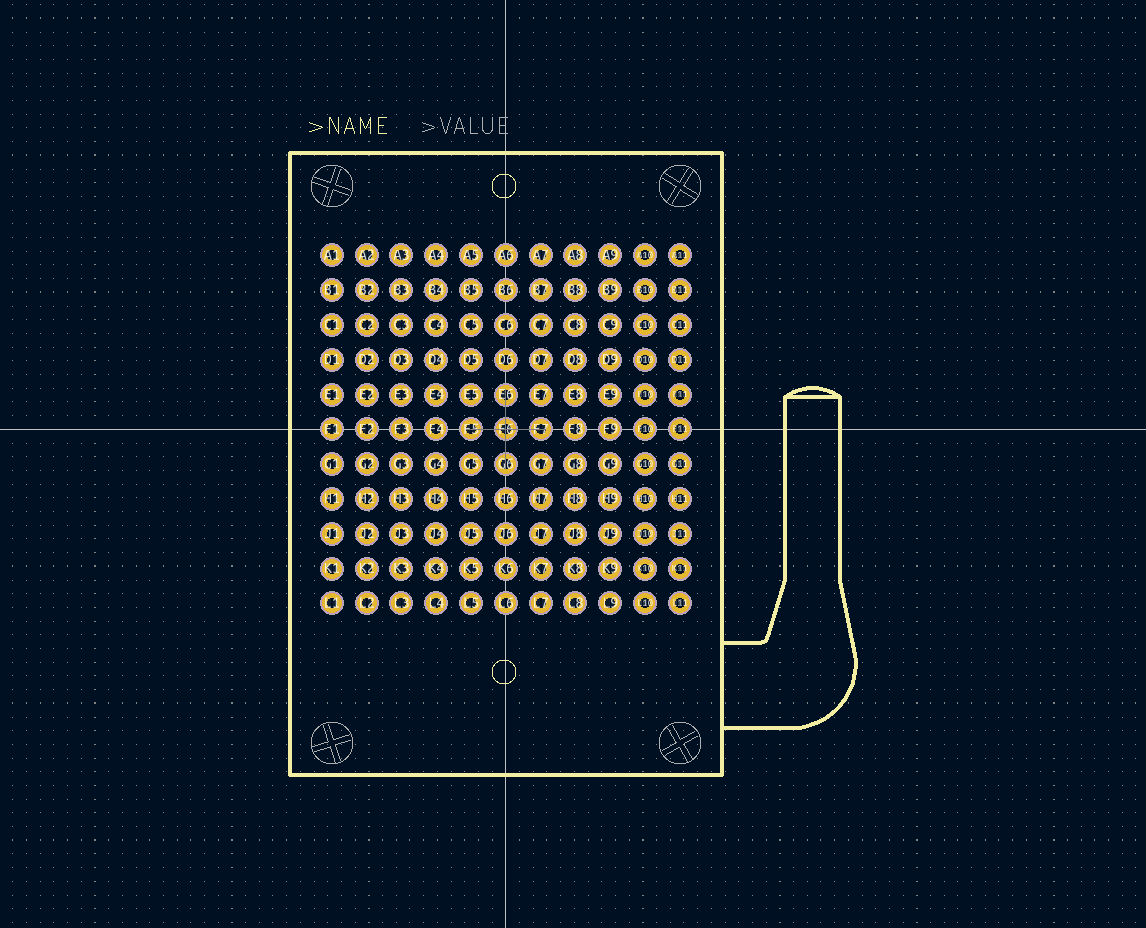 >NAME >VALUE
A1 A2 A3 A4 A5 A6 A7 A8 A9 A10 A11
B1 B2 B3 B4 B5 B6 B7 B8 B9 B10 B11
C1 C2 C3 C4 C5 C6 C7 C8 C9 C10 C11
D1 D2 D3 D4 D5 D6 D7 D8 D9 D10 D11
E1 E2 E3 E4 E5 E6 E7 E8 E9 E10 E11
F1 F2 F3 F4 F5 F6 F7 F8 F9 F10 F11
G1 G2 G3 G4 G5 G6 G7 G8 G9 G10 G11
H1 H2 H3 H4 H5 H6 H7 H8 H9 H10 H11
J1 J2 J3 J4 J5 J6 J7 J8 J9 J10 J11
K1 K2 K3 K4 K5 K6 K7 K8 K9 K10 K11
L1 L2 L3 L4 L5 L6 L7 L8 L9 L10 L11